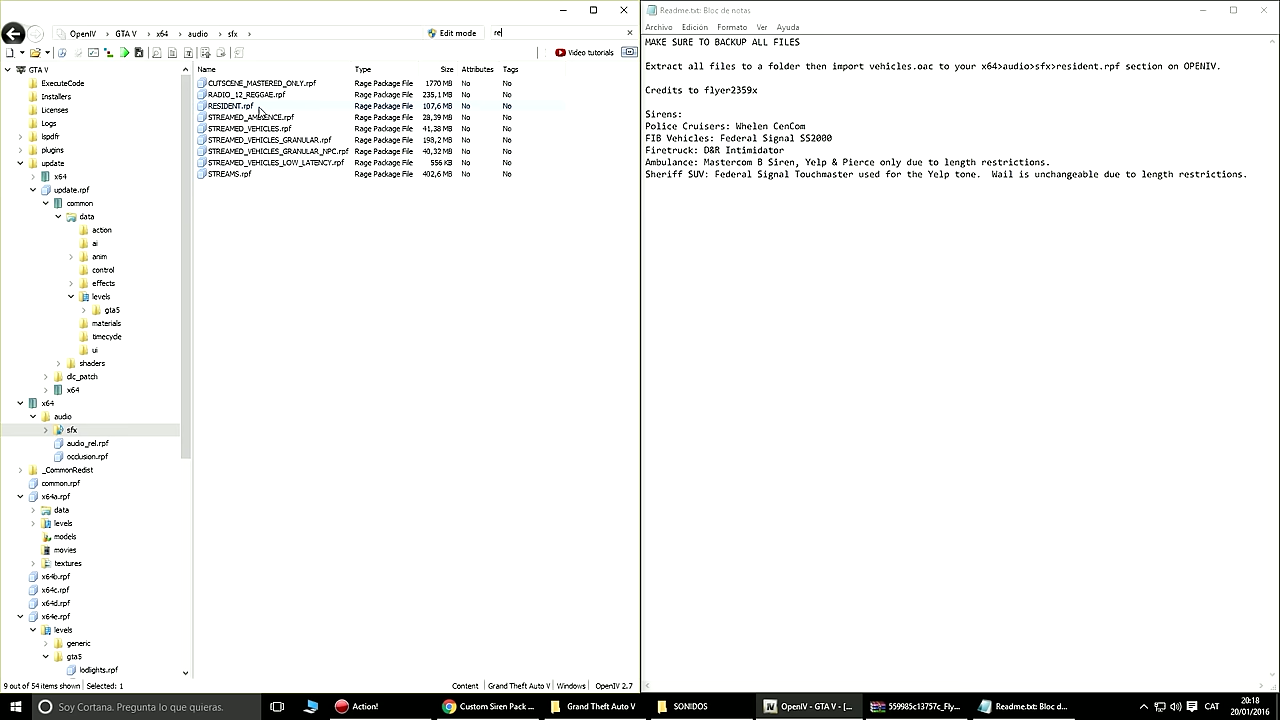 OpenIV
GTA V
x64
audio
sfx
Edit mode
re
Video tutorials
GTA V
ExecuteCode
Installers
Licenses
Logs
lspdfr
plugins
update
x64
update.rpf
common
data
action
ai
anim
control
effects
levels
gta5
materials
timecycle
ui
shaders
dlc_patch
x64
x64
audio
sfx
audio_rel.rpf
occlusion.rpf
_CommonRedist
common.rpf
x64a.rpf
data
levels
models
movies
textures
x64b.rpf
x64c.rpf
x64d.rpf
x64e.rpf
levels
generic
gta5
lodlights.rpf
Name Type Size Attributes Tags
CUTSCENE_MASTERED_ONLY.rpf Rage Package File 1770 MB No No
RADIO_12_REGGAE.rpf Rage Package File 235,1 MB No No
RESIDENT.rpf Rage Package File 107,6 MB No No
STREAMED_AMBIENCE.rpf Rage Package File 28,39 MB No No
STREAMED_VEHICLES.rpf Rage Package File 41,38 MB No No
STREAMED_VEHICLES_GRANULAR.rpf Rage Package File 198,2 MB No No
STREAMED_VEHICLES_GRANULAR_NPC.rpf Rage Package File 40,32 MB No No
STREAMED_VEHICLES_LOW_LATENCY.rpf Rage Package File 556 KB No No
STREAMS.rpf Rage Package File 402,6 MB No No
9 out of 54 items shown Selected: 1 Content Grand Theft Auto V Windows OpenIV 2.7
Readme.txt: Bloc de notas
Archivo Edición Formato Ver Ayuda
MAKE SURE TO BACKUP ALL FILES
Extract all files to a folder then import vehicles.oac to your x64>audio>sfx>resident.rpf section on OPENIV.
Credits to flyer2359x
Sirens:
Police Cruisers: Whelen CenCom
FIB Vehicles: Federal Signal SS2000
Firetruck: D&R Intimidator
Ambulance: Mastercom B Siren, Yelp & Pierce only due to length restrictions.
Sheriff SUV: Federal Signal Touchmaster used for the Yelp tone.  Wail is unchangeable due to length restrictions.
Soy Cortana. Pregunta lo que quieras.
Action!
Custom Siren Pack ...
Grand Theft Auto V
SONIDOS
OpenIV - GTA V - [...
559985c13757c_Fly...
Readme.txt: Bloc d...
CAT
20:18
20/01/2016